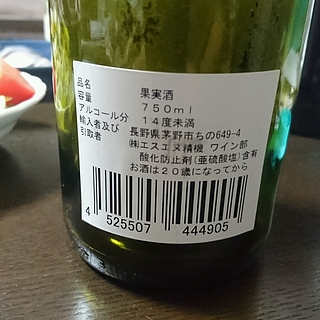 品名 果実酒
容量 750ml
アルコール分 14度未満
輸入者及び 長野県茅野市ちの649-4
引取者 ㈱エスエヌ精機 ワイン部
酸化防止剤(亜硫酸塩)含有
お酒は20歳になってから
4 525507 444905